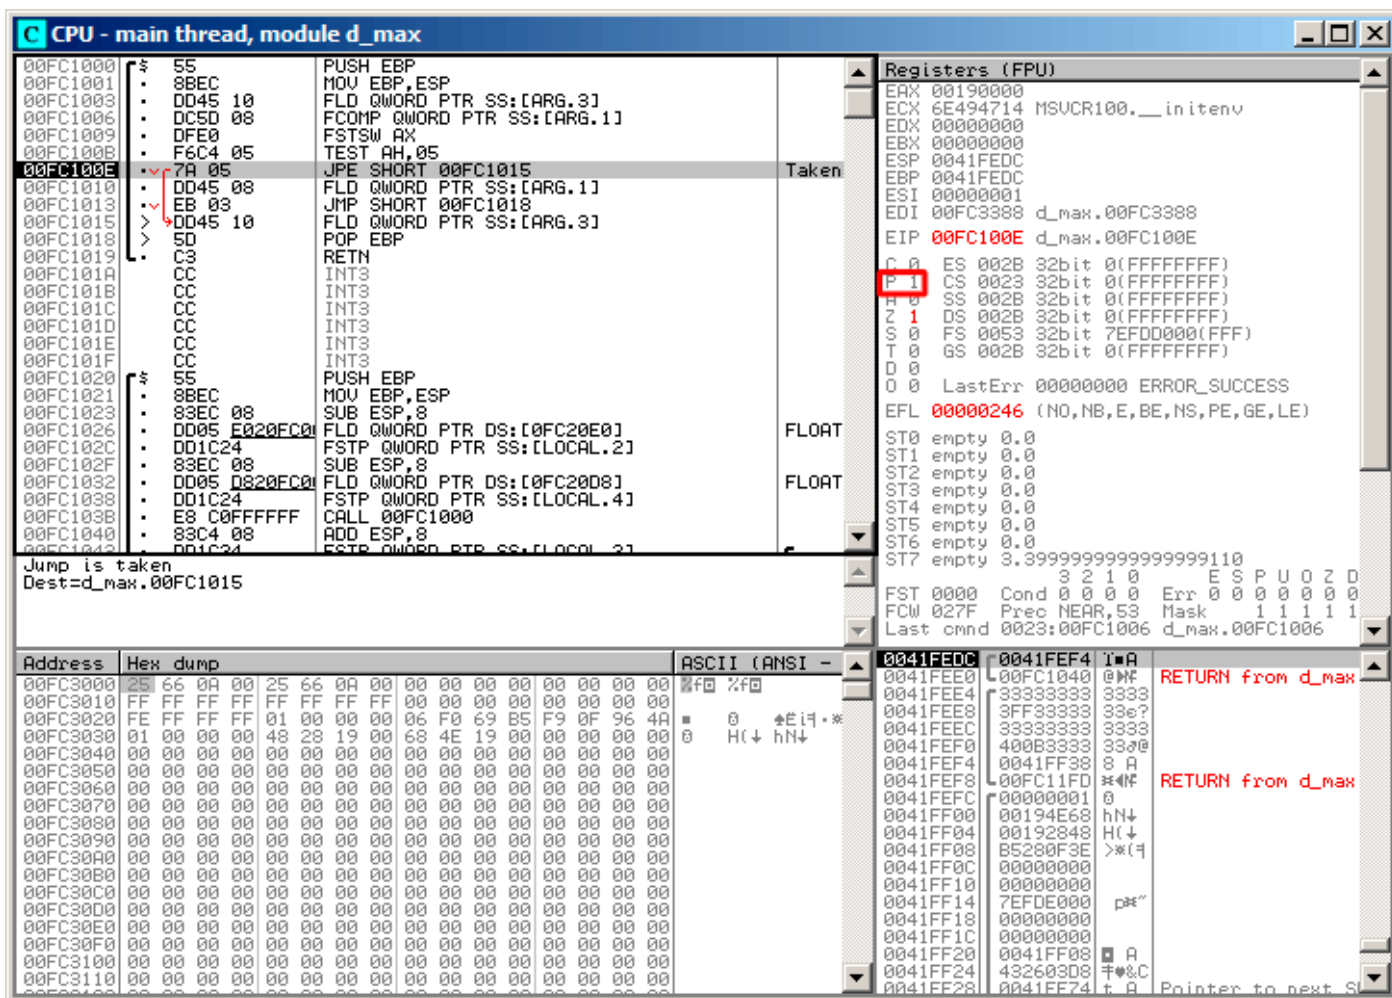 C CPU - main thread, module d_max
00FC1000 $ 55 PUSH EBP
00FC1001 . 8BEC MOV EBP,ESP
00FC1003 . DD45 10 FLD QWORD PTR SS:[ARG.3]
00FC1006 . DC5D 08 FCOMP QWORD PTR SS:[ARG.1]
00FC1009 . DFE0 FSTSW AX
00FC100B . F6C4 05 TEST AH,05
00FC100E . 7A 05 JPE SHORT 00FC1015 Taken
00FC1010 . DD45 08 FLD QWORD PTR SS:[ARG.1]
00FC1013 . EB 03 JMP SHORT 00FC1018
00FC1015 > DD45 10 FLD QWORD PTR SS:[ARG.3]
00FC1018 > 5D POP EBP
00FC1019 . C3 RETN
00FC101A CC INT3
00FC101B CC INT3
00FC101C CC INT3
00FC101D CC INT3
00FC101E CC INT3
00FC101F CC INT3
00FC1020 $ 55 PUSH EBP
00FC1021 . 8BEC MOV EBP,ESP
00FC1023 . 83EC 08 SUB ESP,8
00FC1026 . DD05 E020FC0 FLD QWORD PTR DS:[0FC20E0] FLOAT
00FC102C . DD1C24 FSTP QWORD PTR SS:[LOCAL.2]
00FC102F . 83EC 08 SUB ESP,8
00FC1032 . DD05 D820FC0 FLD QWORD PTR DS:[0FC20D8] FLOAT
00FC1038 . DD1C24 FSTP QWORD PTR SS:[LOCAL.4]
00FC103B . E8 C0FFFFFF CALL 00FC1000
00FC1040 . 83C4 08 ADD ESP,8
00FC1043 . DD1C24 FSTP QWORD PTR SS:[LOCAL.2]
Jump is taken
Dest=d_max.00FC1015
Registers (FPU)
EAX 00190000
ECX 6E494714 MSVCR100.__initenv
EDX 00000000
EBX 00000000
ESP 0041FEDC
EBP 0041FEDC
ESI 00000001
EDI 00FC3388 d_max.00FC3388
EIP 00FC100E d_max.00FC100E
C 0 ES 002B 32bit 0(FFFFFFFF)
P 1 CS 0023 32bit 0(FFFFFFFF)
A 0 SS 002B 32bit 0(FFFFFFFF)
Z 1 DS 002B 32bit 0(FFFFFFFF)
S 0 FS 0053 32bit 7EFDD000(FFF)
T 0 GS 002B 32bit 0(FFFFFFFF)
D 0
O 0 LastErr 00000000 ERROR_SUCCESS
EFL 00000246 (NO,NB,E,BE,NS,PE,GE,LE)
ST0 empty 0.0
ST1 empty 0.0
ST2 empty 0.0
ST3 empty 0.0
ST4 empty 0.0
ST5 empty 0.0
ST6 empty 0.0
ST7 empty 3.3999999999999999110
3 2 1 0 E S P U O Z D
FST 0000 Cond 0 0 0 0 Err 0 0 0 0 0 0 0
FCW 027F Prec NEAR,53 Mask 1 1 1 1 1
Last cmnd 0023:00FC1006 d_max.00FC1006
Address Hex dump ASCII (ANSI -
00FC3000 25 66 0A 00 25 66 0A 00 00 00 00 00 00 00 00 00 %f %f
00FC3010 FF FF FF FF FF FF FF FF 00 00 00 00 00 00 00 00
00FC3020 FE FF FF FF 01 00 00 00 06 F0 69 B5 F9 0F 96 4A
00FC3030 01 00 00 00 48 28 19 00 68 4E 19 00 00 00 00 00 H(↓ hN↓
00FC3040 00 00 00 00 00 00 00 00 00 00 00 00 00 00 00 00
00FC3050 00 00 00 00 00 00 00 00 00 00 00 00 00 00 00 00
00FC3060 00 00 00 00 00 00 00 00 00 00 00 00 00 00 00 00
00FC3070 00 00 00 00 00 00 00 00 00 00 00 00 00 00 00 00
00FC3080 00 00 00 00 00 00 00 00 00 00 00 00 00 00 00 00
00FC3090 00 00 00 00 00 00 00 00 00 00 00 00 00 00 00 00
00FC30A0 00 00 00 00 00 00 00 00 00 00 00 00 00 00 00 00
00FC30B0 00 00 00 00 00 00 00 00 00 00 00 00 00 00 00 00
00FC30C0 00 00 00 00 00 00 00 00 00 00 00 00 00 00 00 00
00FC30D0 00 00 00 00 00 00 00 00 00 00 00 00 00 00 00 00
00FC30E0 00 00 00 00 00 00 00 00 00 00 00 00 00 00 00 00
00FC30F0 00 00 00 00 00 00 00 00 00 00 00 00 00 00 00 00
00FC3100 00 00 00 00 00 00 00 00 00 00 00 00 00 00 00 00
00FC3110 00 00 00 00 00 00 00 00 00 00 00 00 00 00 00 00
0041FEDC 0041FEF4
0041FEE0 00FC1040 RETURN from d_max
0041FEE4 33333333 3333
0041FEE8 3FF33333 33
0041FEEC 33333333 3333
0041FEF0 400B3333 33
0041FEF4 0041FF38 8 A
0041FEF8 00FC11FD RETURN from d_max
0041FEFC 00000001
0041FF00 00194E68 hN↓
0041FF04 00192848 H(↓
0041FF08 B5280F3E
0041FF0C 00000000
0041FF10 00000000
0041FF14 7EFDE000
0041FF18 00000000
0041FF1C 00000000
0041FF20 0041FF08
0041FF24 432603D8
0041FF28 0041FF74 t A Pointer to next